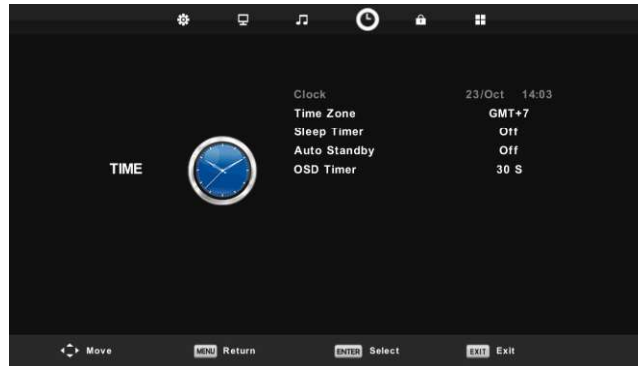 Clock 23/Oct 14:03
Time Zone GMT+7
Sleep Timer Off
Auto Standby Off
TIME
OSD Timer 30 S
Move MENU Return ENTER Select EXIT Exit